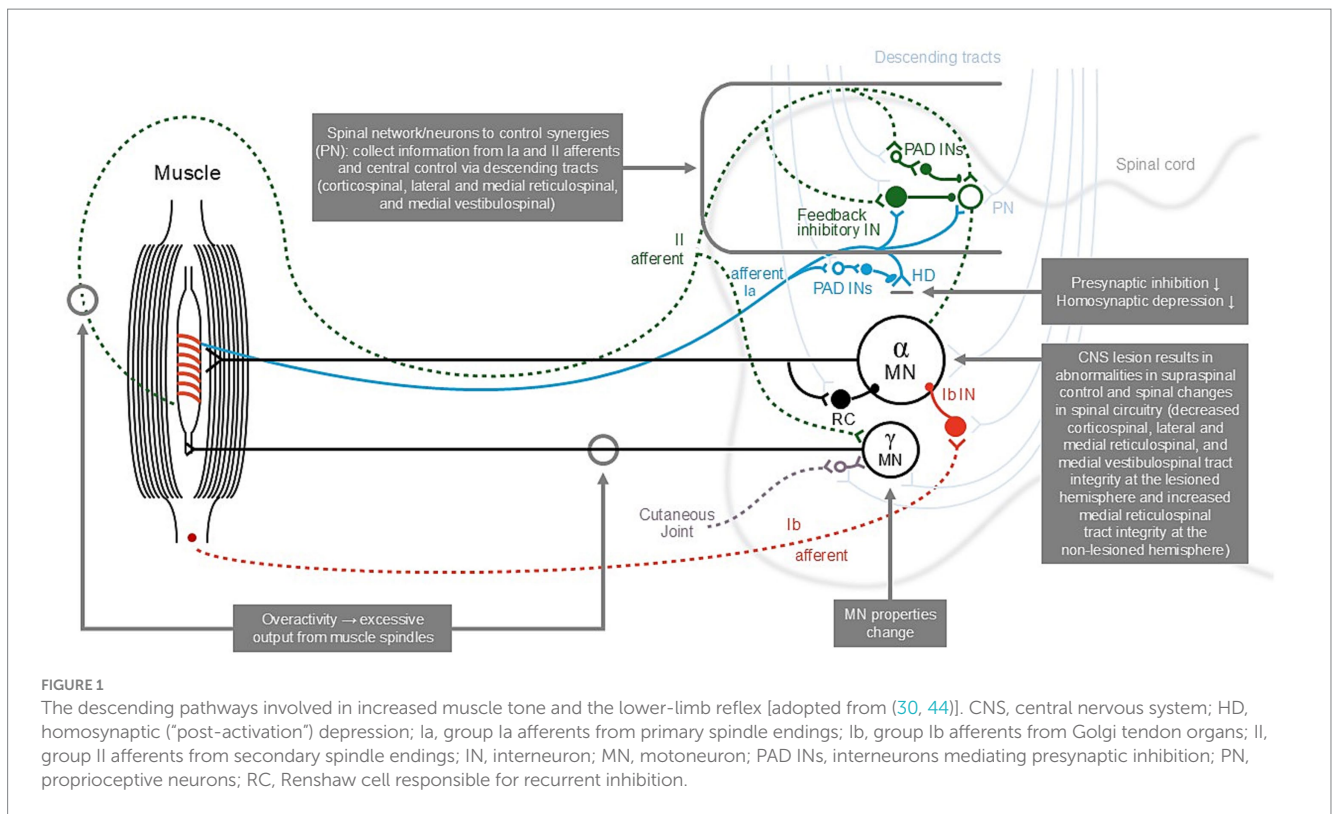 Descending tracts
Spinal network/neurons to control synergies
(PN): collect information from Ia and II afferents
and central control via descending tracts
(corticospinal, lateral and medial reticulospinal,
and medial vestibulospinal)
PAD INs
Spinal cord
Muscle
PN
Feedback
inhibitory IN
II
afferent
afferent
Ia
PAD INs
HD
Presynaptic inhibition ↓
Homosynaptic depression ↓
α
MN
CNS lesion results in
abnormalities in supraspinal
control and spinal changes
in spinal circuitry (decreased
corticospinal, lateral and
medial reticulospinal, and
medial vestibulospinal tract
integrity at the lesioned
hemisphere and increased
medial reticulospinal
tract integrity at the
non-lesioned hemisphere)
Ib IN
RC
γ
MN
Cutaneous
Joint
Ib
afferent
Overactivity → excessive
output from muscle spindles
MN properties
change
FIGURE 1
The descending pathways involved in increased muscle tone and the lower-limb reflex [adopted from (30, 44)]. CNS, central nervous system; HD,
homosynaptic (“post-activation”) depression; Ia, group Ia afferents from primary spindle endings; Ib, group Ib afferents from Golgi tendon organs; II,
group II afferents from secondary spindle endings; IN, interneuron; MN, motoneuron; PAD INs, interneurons mediating presynaptic inhibition; PN,
proprioceptive neurons; RC, Renshaw cell responsible for recurrent inhibition.